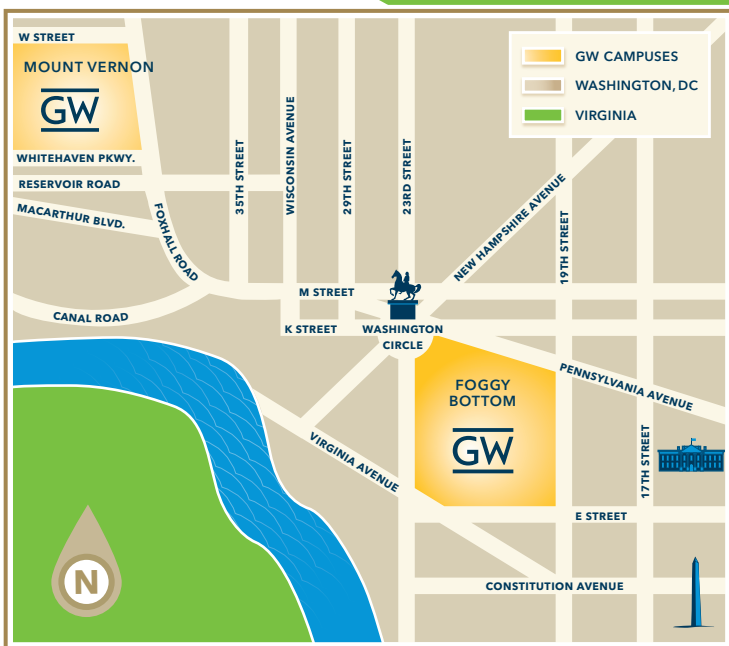 W STREET
MOUNT VERNON
GW
WHITEHAVEN PKWY.
RESERVOIR ROAD
MACARTHUR BLVD.
FOXHALL ROAD
CANAL ROAD
35TH STREET
WISCONSIN AVENUE
29TH STREET
23RD STREET
NEW HAMPSHIRE AVENUE
19TH STREET
GW CAMPUSES
WASHINGTON, DC
VIRGINIA
M STREET
K STREET
WASHINGTON
CIRCLE
FOGGY
BOTTOM
GW
PENNSYLVANIA AVENUE
VIRGINIA AVENUE
17TH STREET
E STREET
CONSTITUTION AVENUE
N